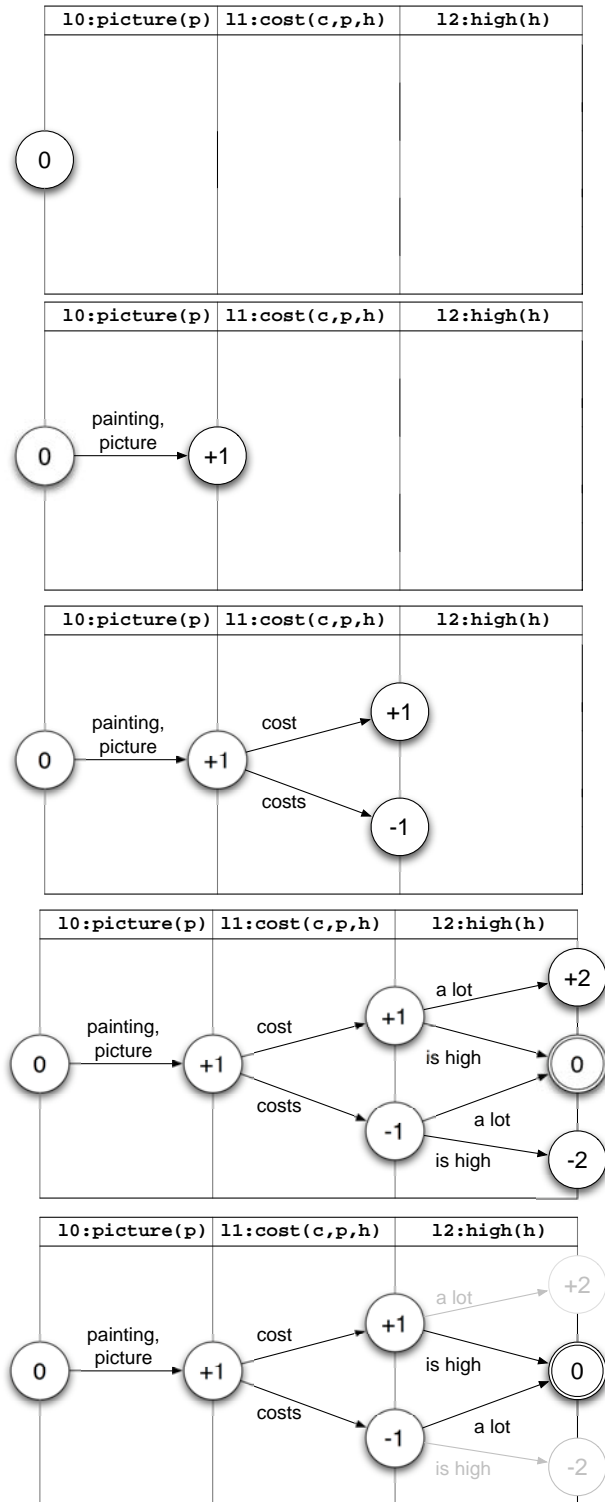 l0:picture(p) l1:cost(c,p,h) l2:high(h)
0
l0:picture(p) l1:cost(c,p,h) l2:high(h)
painting,
picture
0 +1
l0:picture(p) l1:cost(c,p,h) l2:high(h)
+1
cost
painting,
picture
0 +1
costs
-1
l0:picture(p) l1:cost(c,p,h) l2:high(h)
+2
a lot
+1
cost
painting,
picture
is high
0 +1 0
costs
a lot
-1
is high
-2
l0:picture(p) l1:cost(c,p,h) l2:high(h)
+2
a lot
+1
cost
painting,
picture
is high
0 +1 0
costs
a lot
-1
is high
-2